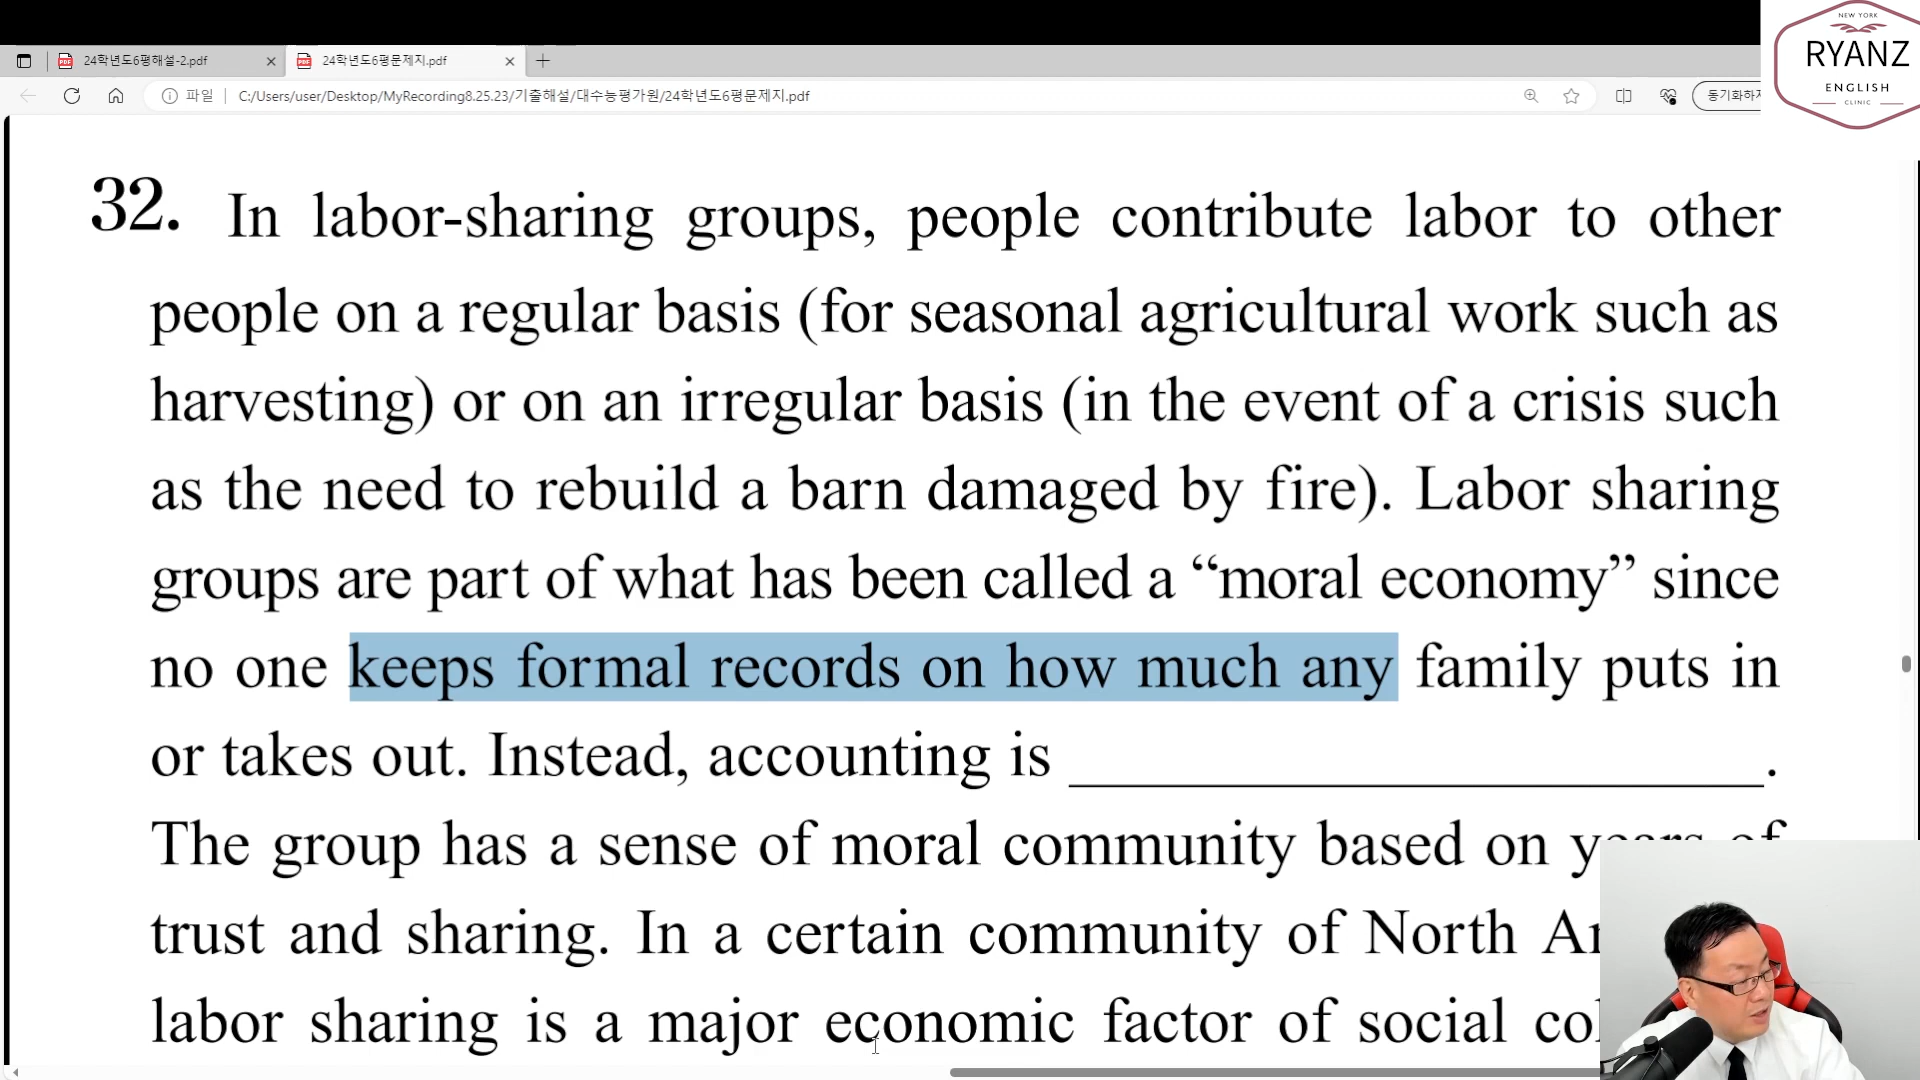 NEW YORK
RYANZ
ENGLISH
CLINIC
24학년도6평해설-2.pdf
24학년도6평문제지.pdf
파일
C:/Users/user/Desktop/MyRecording8.25.23/기출해설/대수능평가원/24학년도6평문제지.pdf
동기화하
32. In labor-sharing groups, people contribute labor to other
people on a regular basis (for seasonal agricultural work such as
harvesting) or on an irregular basis (in the event of a crisis such
as the need to rebuild a barn damaged by fire). Labor sharing
groups are part of what has been called a “moral economy” since
no one keeps formal records on how much any family puts in
or takes out. Instead, accounting is ____________.
The group has a sense of moral community based on years of
trust and sharing. In a certain community of North
labor sharing is a major economic factor of social